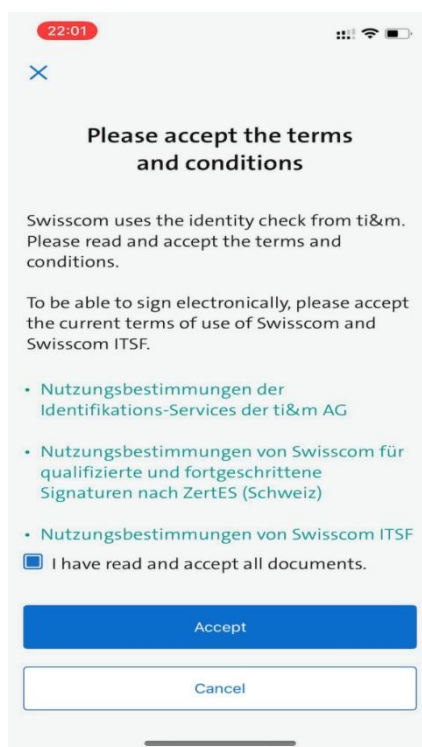 22:01
Please accept the terms
and conditions
Swisscom uses the identity check from ti&m.
Please read and accept the terms and
conditions.
To be able to sign electronically, please accept
the current terms of use of Swisscom and
Swisscom ITSF.
• Nutzungsbestimmungen der
Identifikations-Services der ti&m AG
• Nutzungsbestimmungen von Swisscom für
qualifizierte und fortgeschrittene
Signaturen nach ZertES (Schweiz)
• Nutzungsbestimmungen von Swisscom ITSF
I have read and accept all documents.
Accept
Cancel